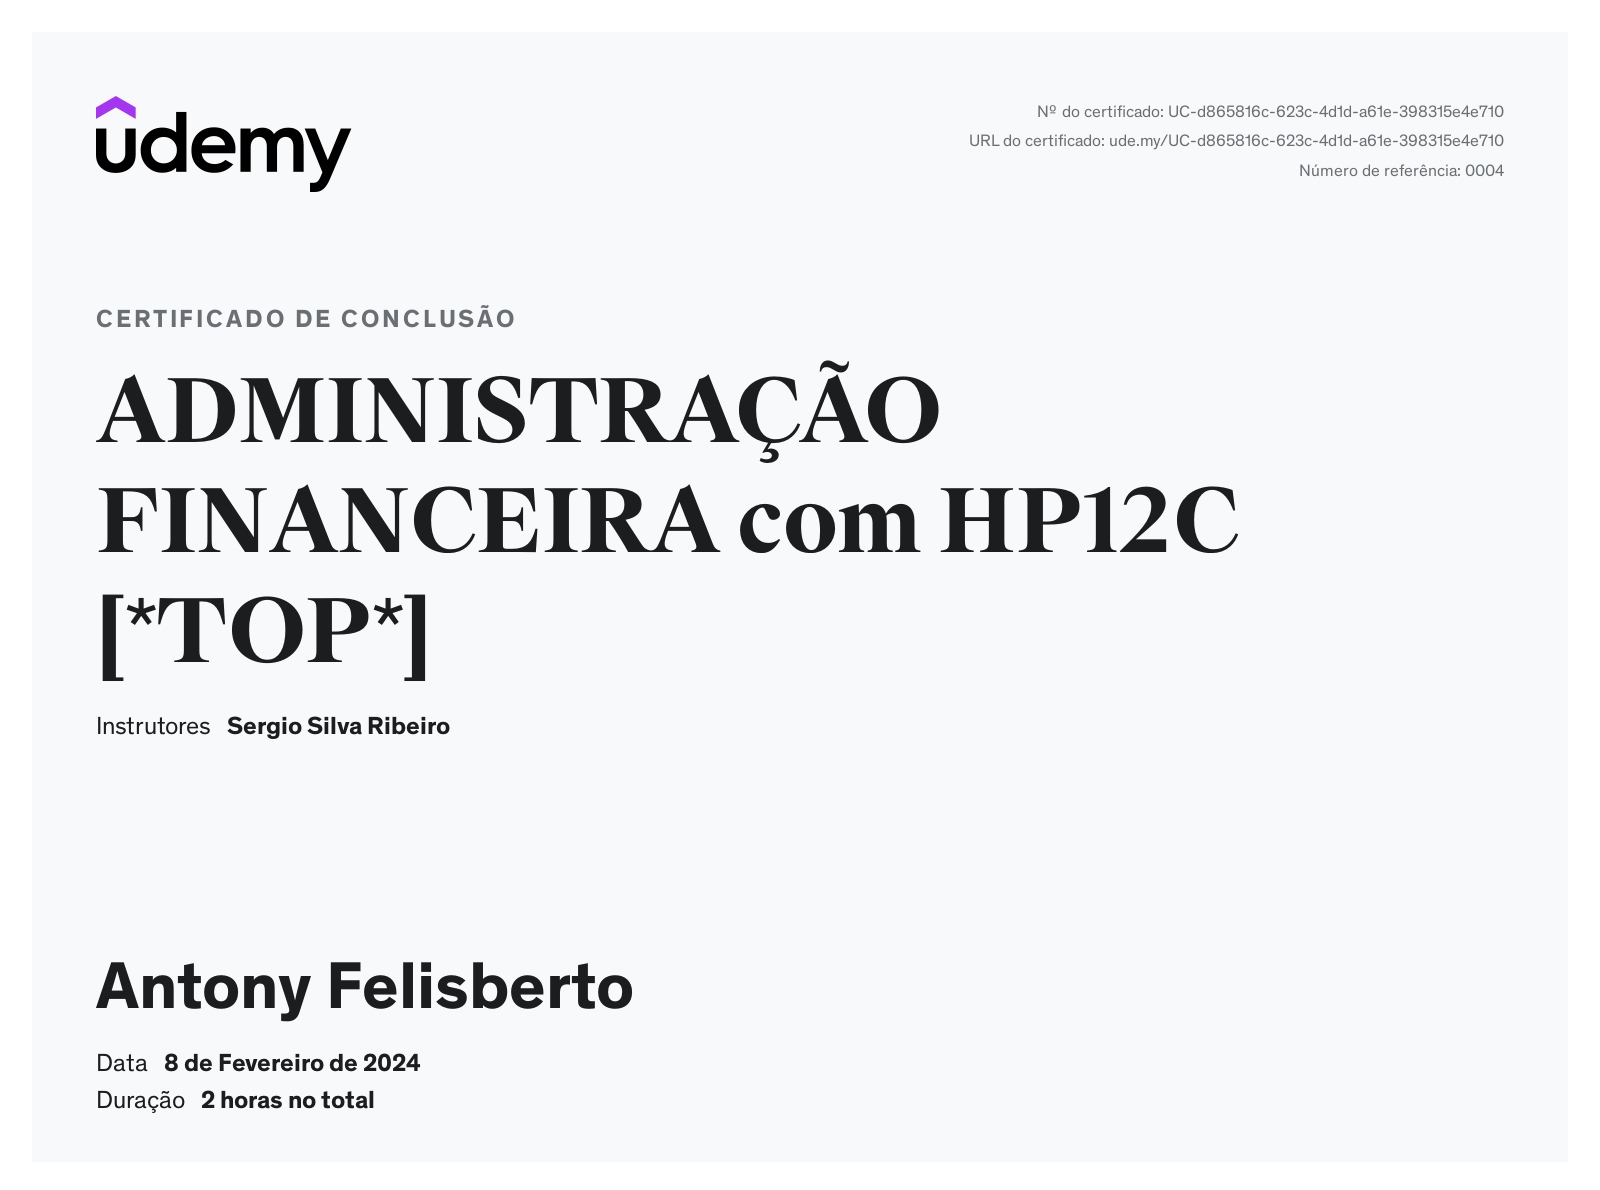 udemy
Nº do certificado: UC-d865816c-623c-4d1d-a61e-398315e4e710
URL do certificado: ude.my/UC-d865816c-623c-4d1d-a61e-398315e4e710
Número de referência: 0004
CERTIFICADO DE CONCLUSÃO
ADMINISTRAÇÃO
FINANCEIRA com HP12C
[*TOP*]
Instrutores Sergio Silva Ribeiro
Antony Felisberto
Data 8 de Fevereiro de 2024
Duração 2 horas no total